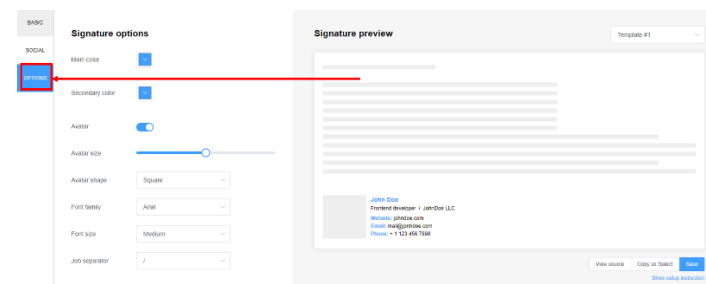 BASIC
SOCIAL
OPTIONS
Signature options
Main color
Secondary color
Avatar
Avatar size
Avatar shape
Square
Font family
Arial
Font size
Medium
Job separator
/
Signature preview
Template #1
John Doe
Frontend developer / JohnDoe LLC
Website: johndoe.com
Email: mail@johndoe.com
Phone: + 1 123 456 7890
View source
Copy as Select
Save
Show setup instruction